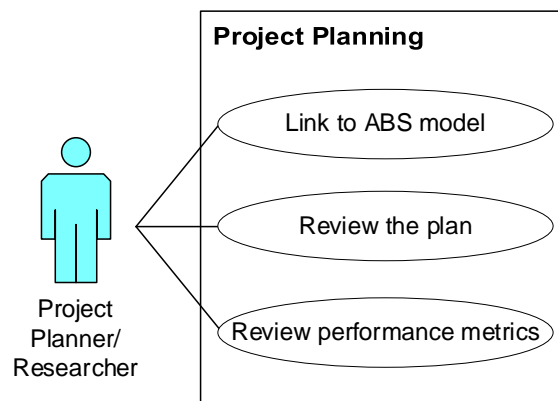 Project Planning
Link to ABS model
Review the plan
Review performance metrics
Project
Planner/
Researcher